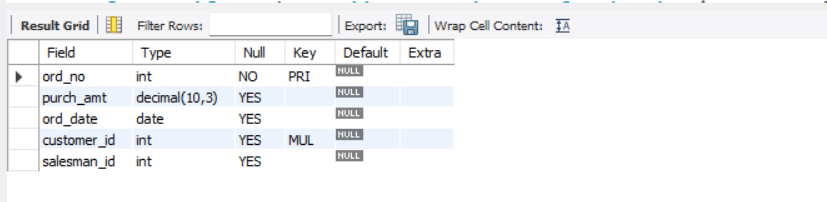 Result Grid Filter Rows: Export: Wrap Cell Content: IA
Field Type Null Key Default Extra
ord_no int NO PRI NULL
purch_amt decimal(10,3) YES NULL
ord_date date YES NULL
customer_id int YES MUL NULL
salesman_id int YES NULL